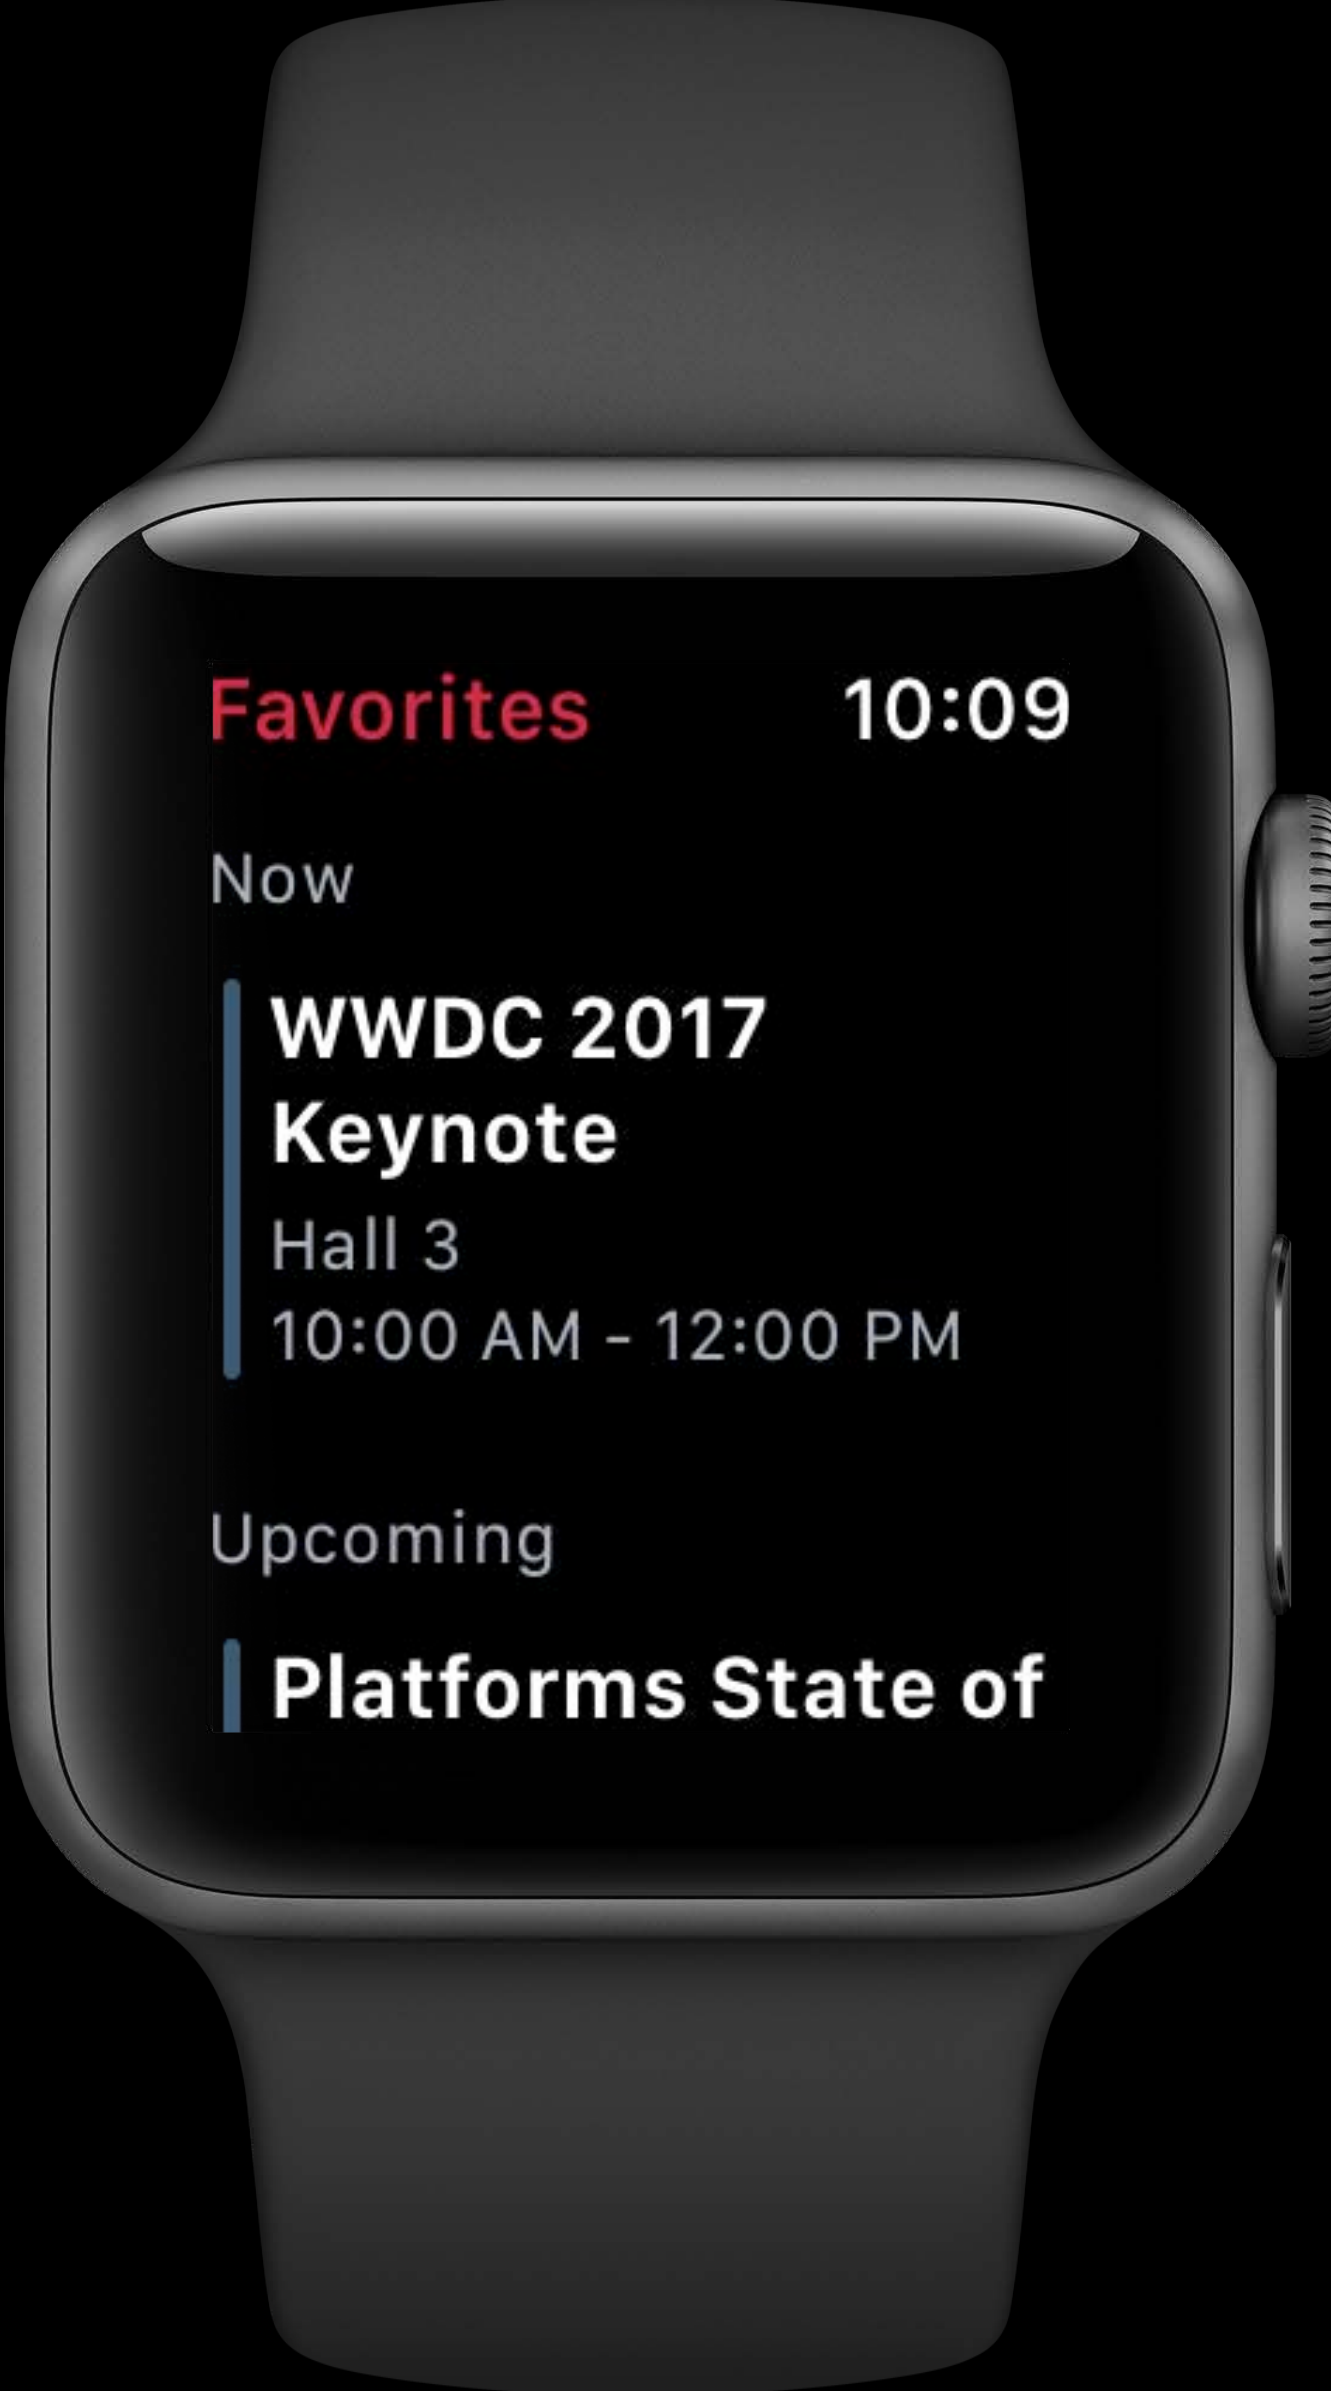 Favorites 10:09
Now
WWDC 2017
Keynote
Hall 3
10:00 AM - 12:00 PM
Upcoming
Platforms State of